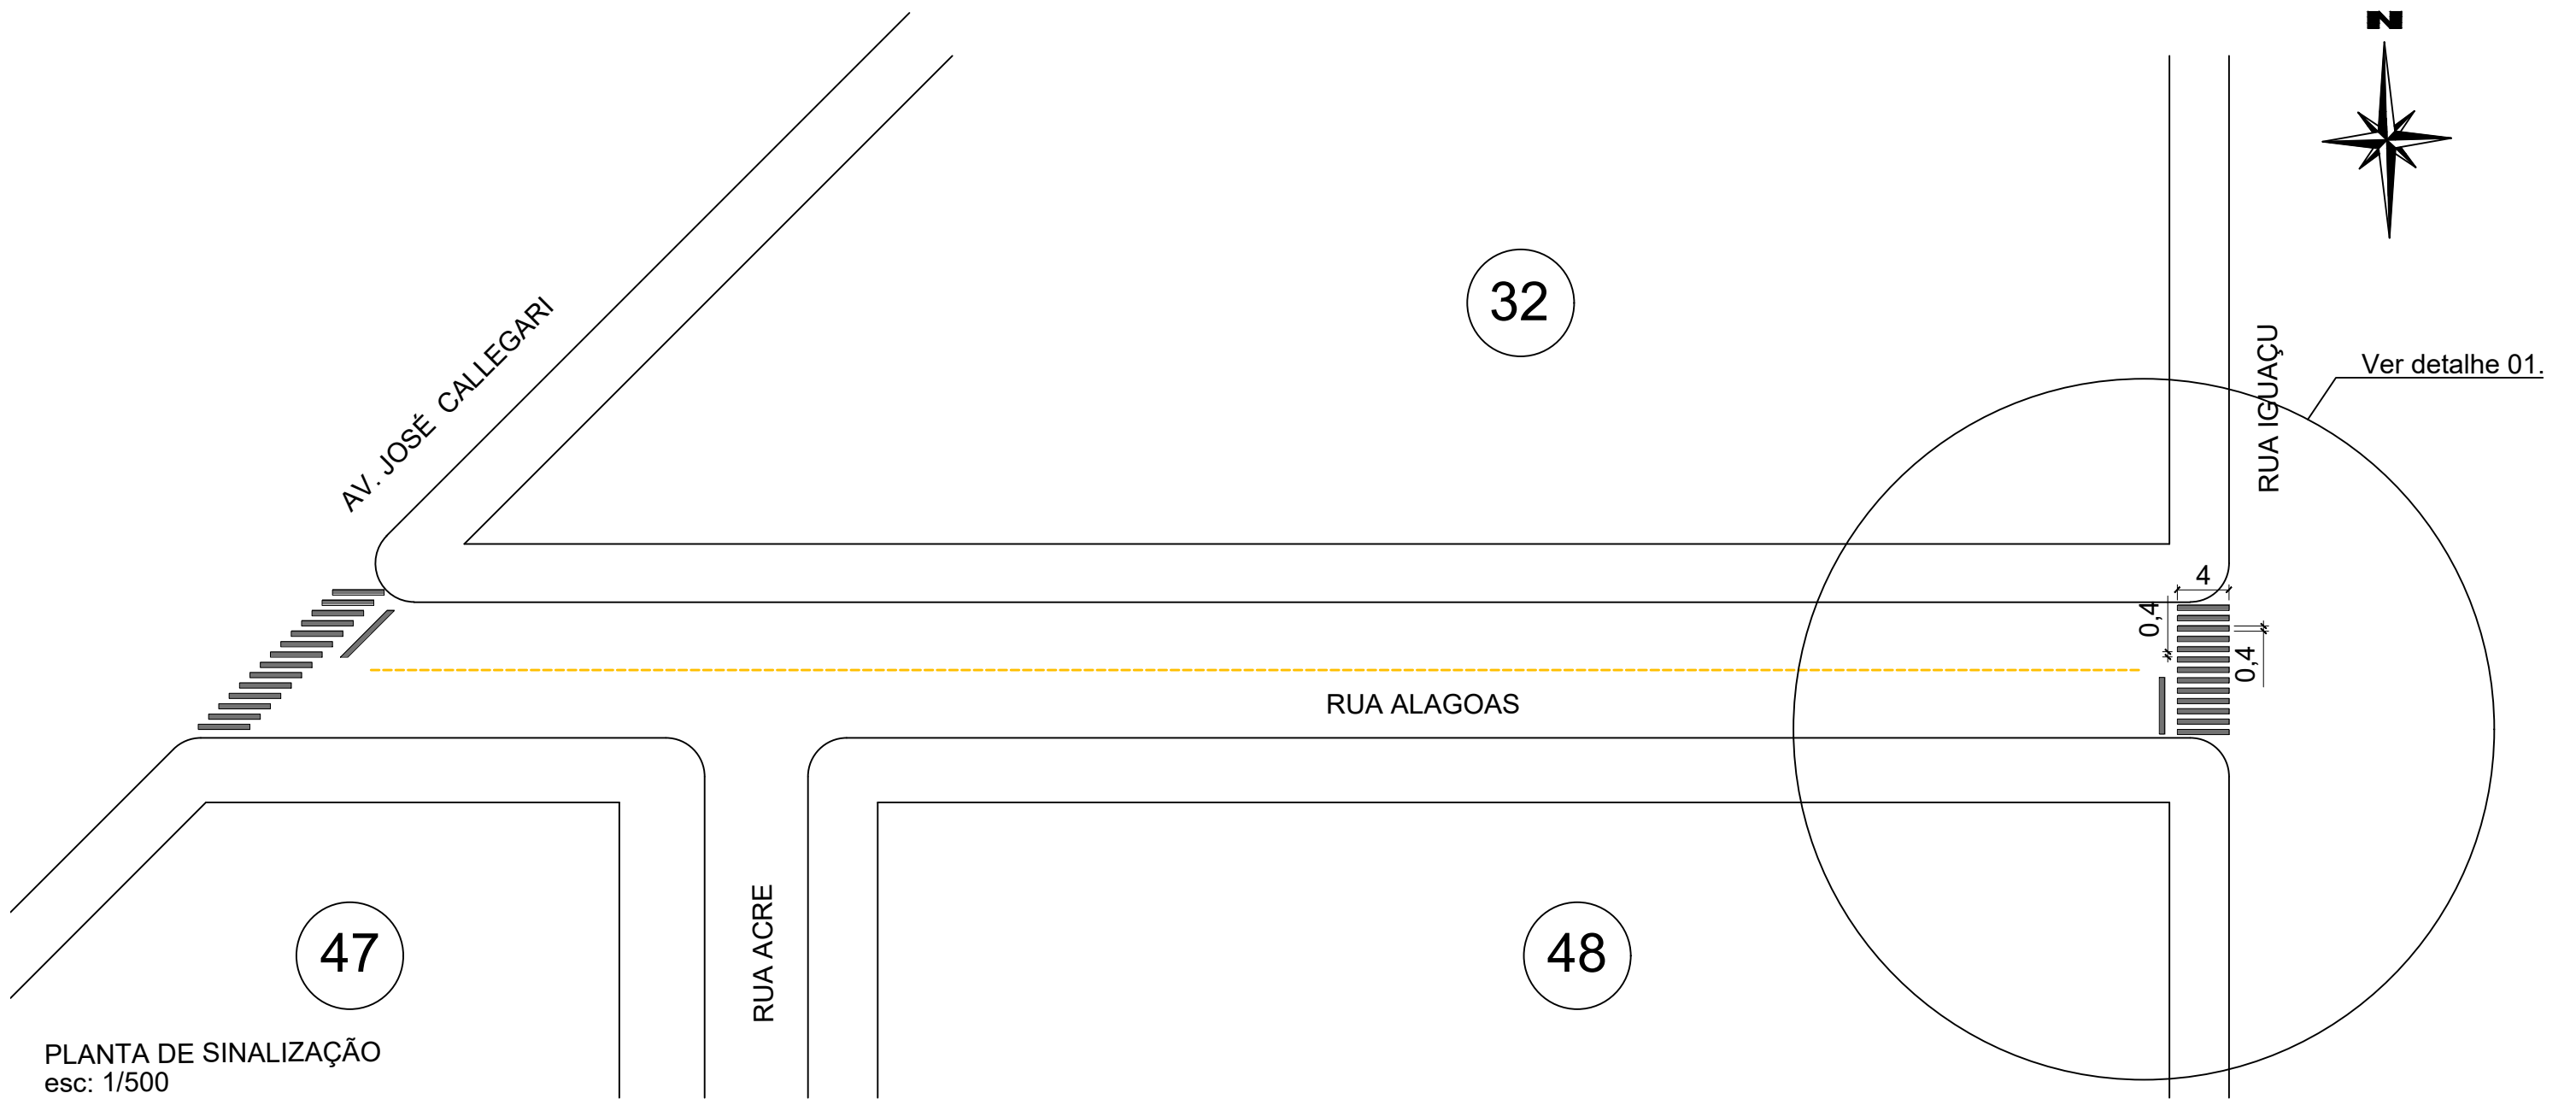 N
32
Ver detalhe 01.
RUA IGUAÇU
AV. JOSÉ CALLEGARI
4
0,4
0,4
RUA ALAGOAS
47
RUA ACRE
48
PLANTA DE SINALIZAÇÃO
esc: 1/500